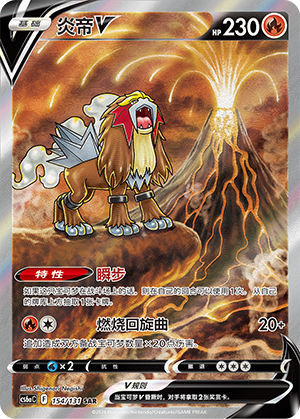 基础
炎帝V
HP 230
特性 瞬步
如果这只宝可梦在战斗场上的话，则在自己的回合可以使用1次。从自己的
牌库上方抽取1张卡牌。
燃烧回旋曲 20+
追加造成双方备战宝可梦数量×20点伤害。
弱点 ×2 抵抗 撤退
Illus. Shigenori Negishi
CS6aC F 154/131 SAR
V规则
当宝可梦V昏厥时，对手将拿取2张奖赏卡。